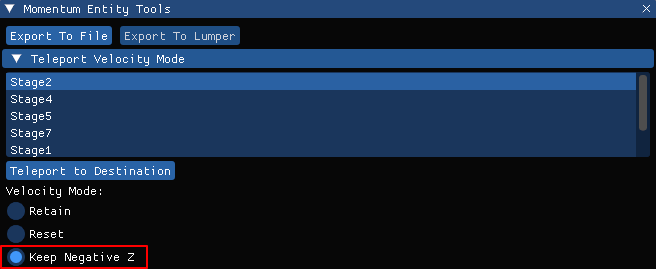 Momentum Entity Tools
Export To File Export To Lumper
Teleport Velocity Mode
Stage2
Stage4
Stage5
Stage7
Stage1
Teleport to Destination
Velocity Mode:
Retain
Reset
Keep Negative Z